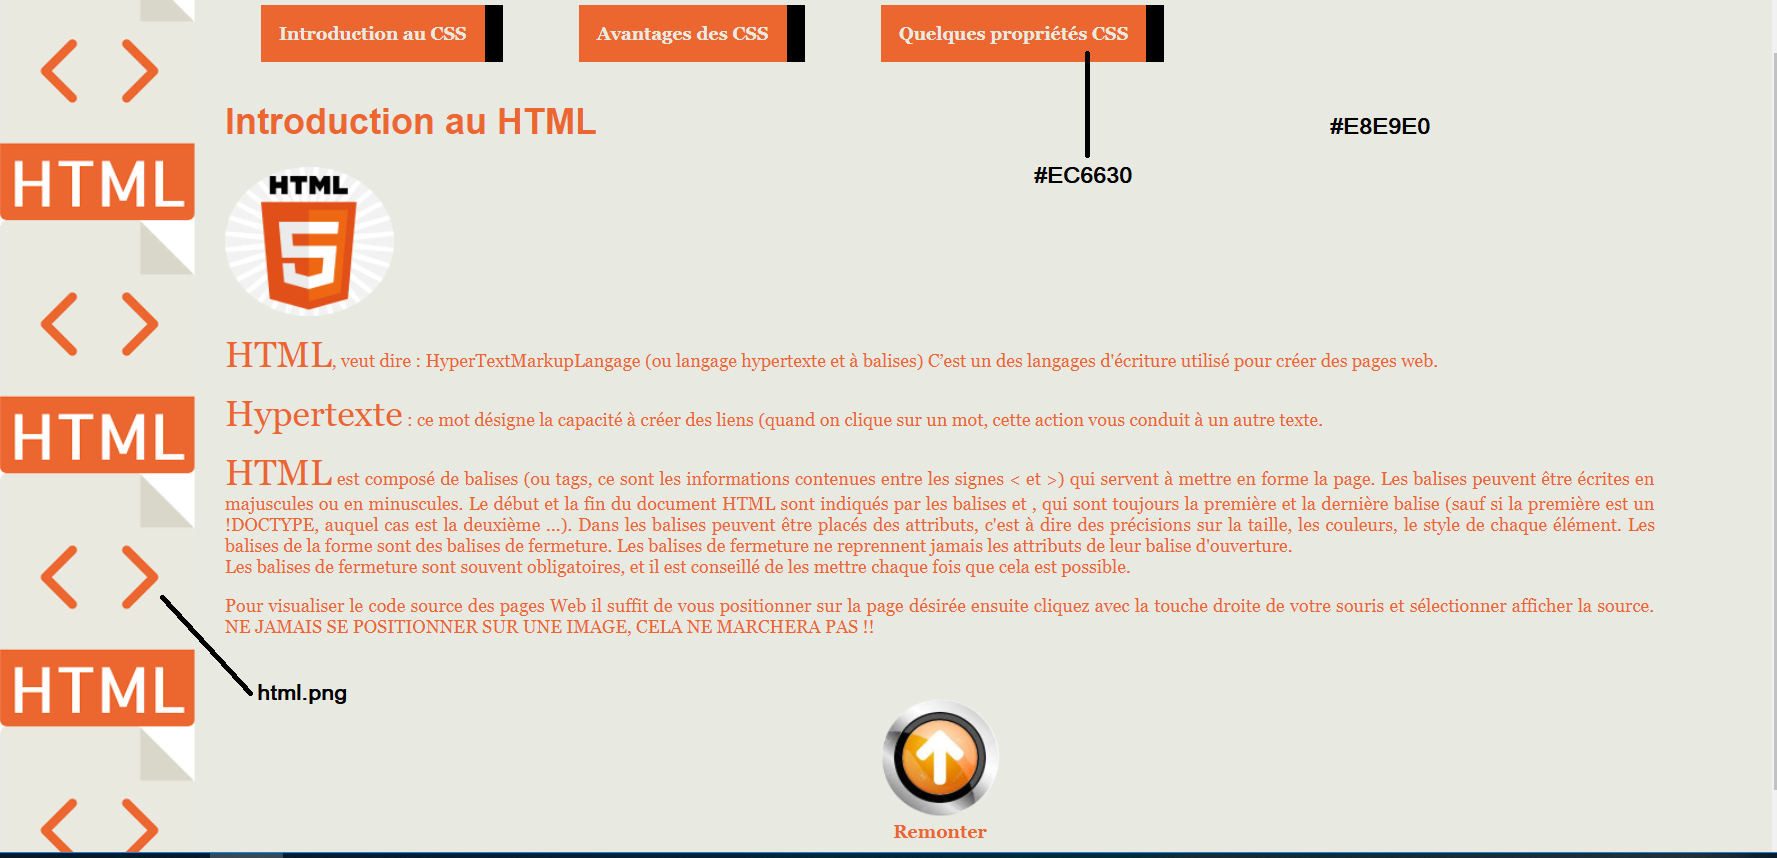 Introduction au CSS
Avantages des CSS
Quelques propriétés CSS
Introduction au HTML
#E8E9E0
#EC6630
HTML
HTML
5
HTML, veut dire : HyperTextMarkupLangage (ou langage hypertexte et à balises) C’est un des langages d'écriture utilisé pour créer des pages web.
Hypertexte : ce mot désigne la capacité à créer des liens (quand on clique sur un mot, cette action vous conduit à un autre texte.
HTML
HTML est composé de balises (ou tags, ce sont les informations contenues entre les signes < et >) qui servent à mettre en forme la page. Les balises peuvent être écrites en
majuscules ou en minuscules. Le début et la fin du document HTML sont indiqués par les balises et , qui sont toujours la première et la dernière balise (sauf si la première est un
!DOCTYPE, auquel cas est la deuxième ...). Dans les balises peuvent être placés des attributs, c'est à dire des précisions sur la taille, les couleurs, le style de chaque élément. Les
balises de la forme sont des balises de fermeture. Les balises de fermeture ne reprennent jamais les attributs de leur balise d'ouverture.
Les balises de fermeture sont souvent obligatoires, et il est conseillé de les mettre chaque fois que cela est possible.
Pour visualiser le code source des pages Web il suffit de vous positionner sur la page désirée ensuite cliquez avec la touche droite de votre souris et sélectionner afficher la source.
NE JAMAIS SE POSITIONNER SUR UNE IMAGE, CELA NE MARCHERA PAS !!
HTML
html.png
Remonter